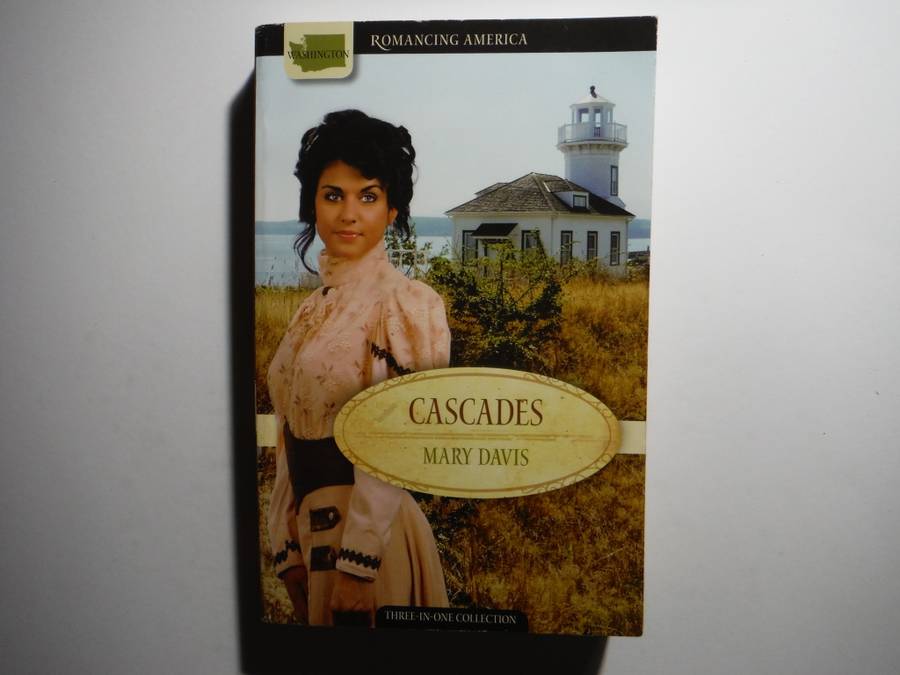 WASHINGTON
ROMANCING AMERICA
CASCADES
MARY DAVIS
THREE-IN-ONE COLLECTION